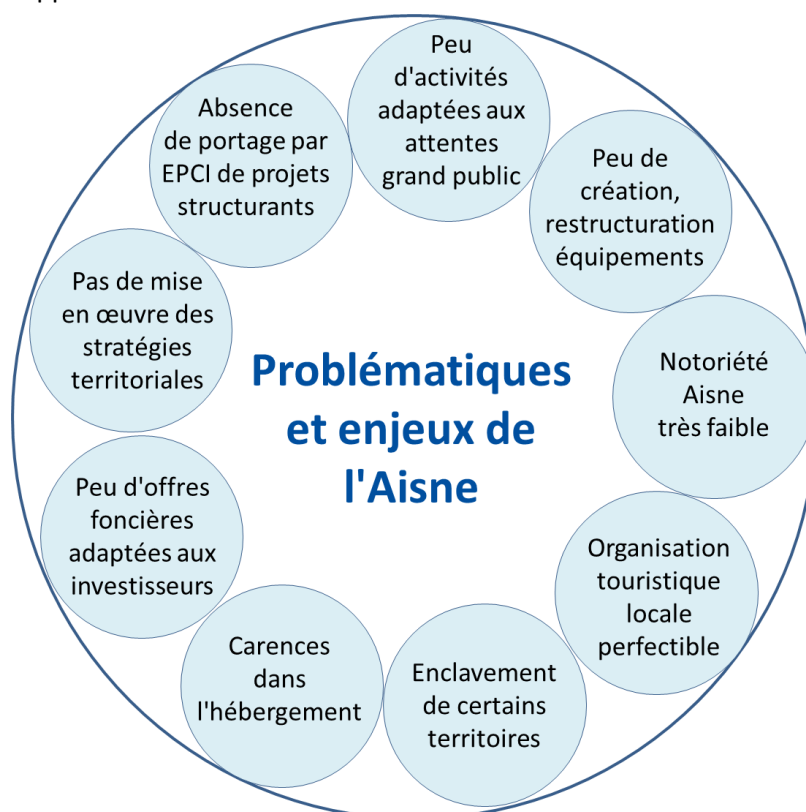 Peu
d'activités
adaptées aux
attentes
grand public
Peu de
création,
restructuration
équipements
Notoriété
Aisne
très faible
Organisation
touristique
locale
perfectible
Enclavement
de certains
territoires
Carences
dans
l'hébergement
Peu d'offres
foncières
adaptées aux
investisseurs
Pas de mise
en œuvre des
stratégies
territoriales
Absence
de portage par
EPCI de projets
structurants
Problématiques
et enjeux de
l'Aisne